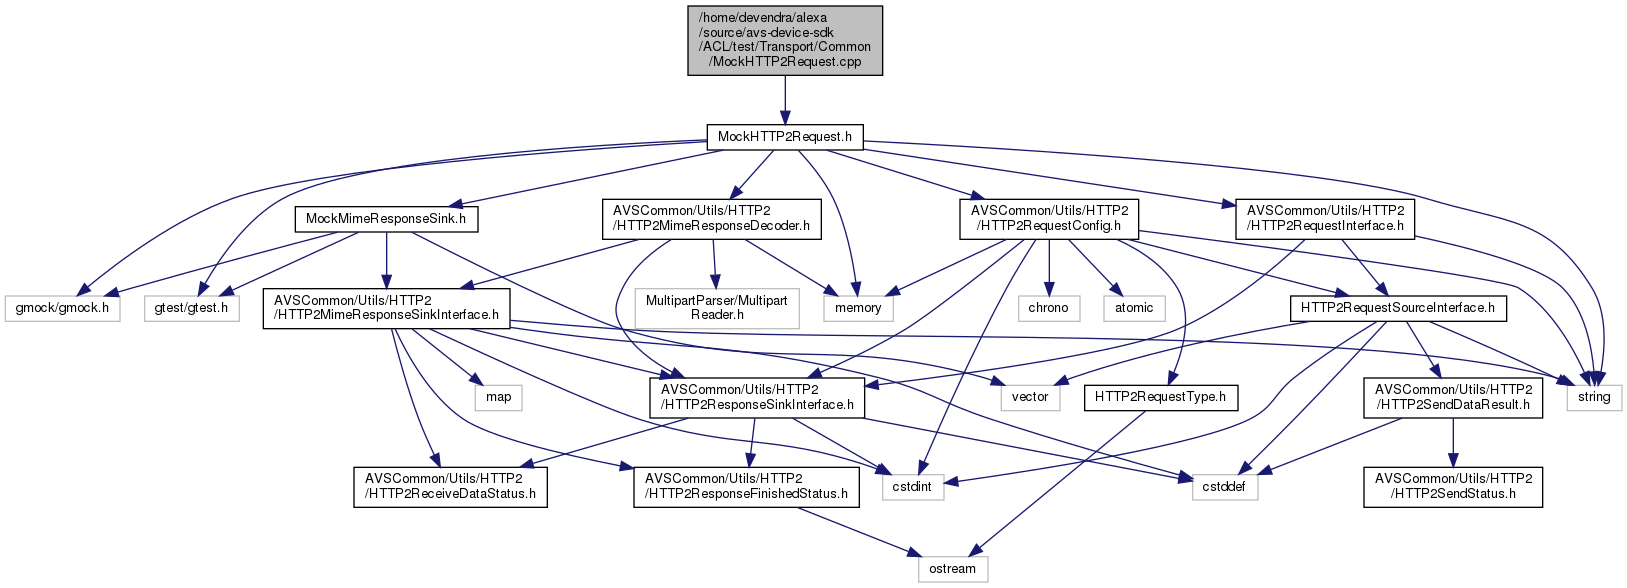 /home/devendra/alexa
/source/avs-device-sdk
/ACL/test/Transport/Common
/MockHTTP2Request.cpp
MockHTTP2Request.h
MockMimeResponseSink.h
AVSCommon/Utils/HTTP2
/HTTP2MimeResponseDecoder.h
AVSCommon/Utils/HTTP2
/HTTP2RequestConfig.h
AVSCommon/Utils/HTTP2
/HTTP2RequestInterface.h
gmock/gmock.h
gtest/gtest.h
AVSCommon/Utils/HTTP2
/HTTP2MimeResponseSinkInterface.h
MultipartParser/Multipart
Reader.h
memory
chrono
atomic
HTTP2RequestSourceInterface.h
map
AVSCommon/Utils/HTTP2
/HTTP2ResponseSinkInterface.h
vector
HTTP2RequestType.h
AVSCommon/Utils/HTTP2
/HTTP2SendDataResult.h
string
AVSCommon/Utils/HTTP2
/HTTP2ReceiveDataStatus.h
AVSCommon/Utils/HTTP2
/HTTP2ResponseFinishedStatus.h
cstdint
cstddef
AVSCommon/Utils/HTTP2
/HTTP2SendStatus.h
ostream